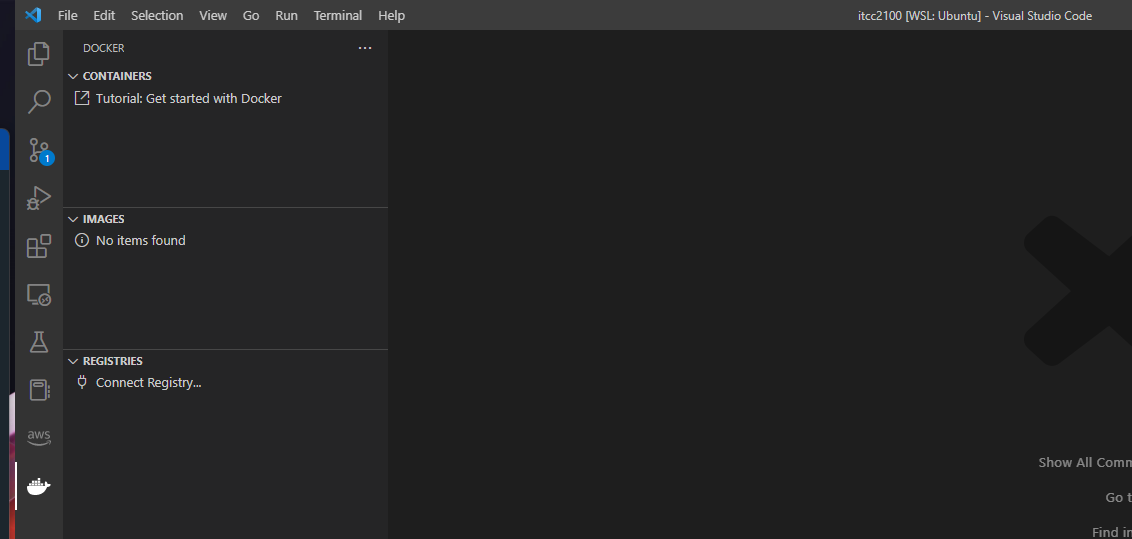 File Edit Selection View Go Run Terminal Help
itcc2100 [WSL: Ubuntu] - Visual Studio Code
DOCKER
CONTAINERS
Tutorial: Get started with Docker
1
IMAGES
No items found
REGISTRIES
Connect Registry...
aws
Show All Comm
Go t
Find in